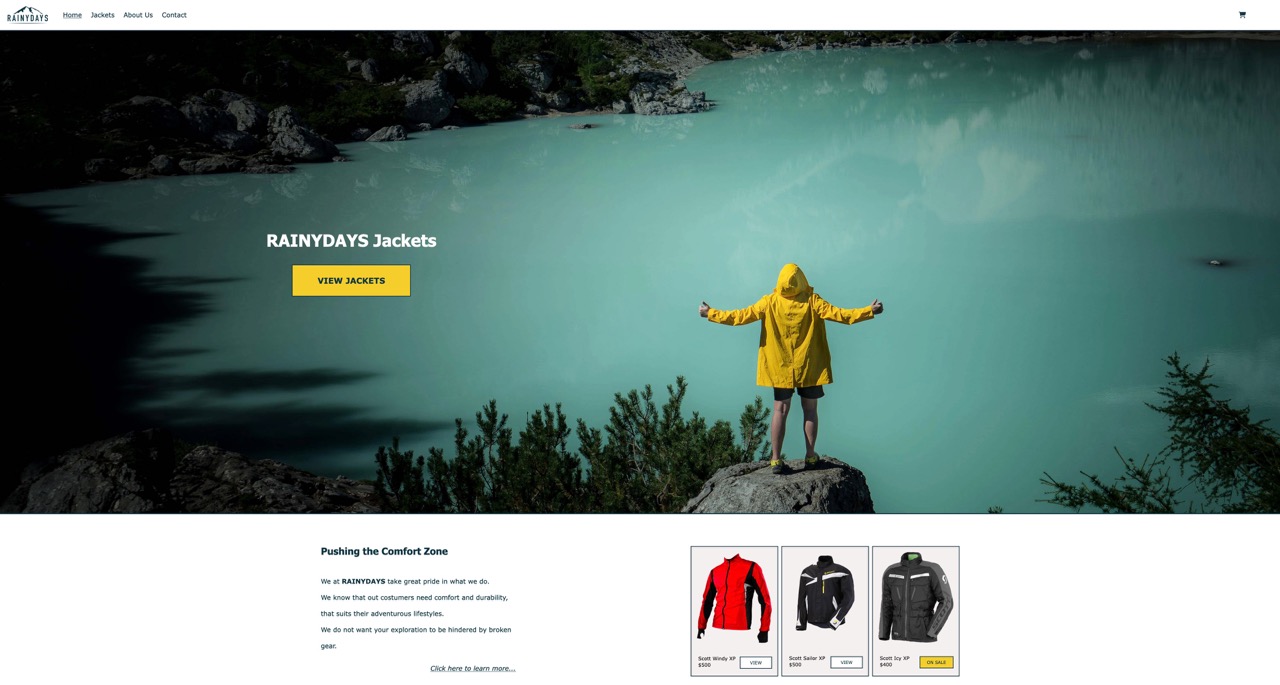 RAINYDAYS
Home Jackets About Us Contact
RAINYDAYS Jackets
VIEW JACKETS
Pushing the Comfort Zone
We at RAINYDAYS take great pride in what we do.
We know that out costumers need comfort and durability,
that suits their adventurous lifestyles.
We do not want your exploration to be hindered by broken
gear.
Click here to learn more...
Scott Windy XP
$500
VIEW
Scott Sailor XP
$500
VIEW
Scott Icy XP
$400
ON SALE